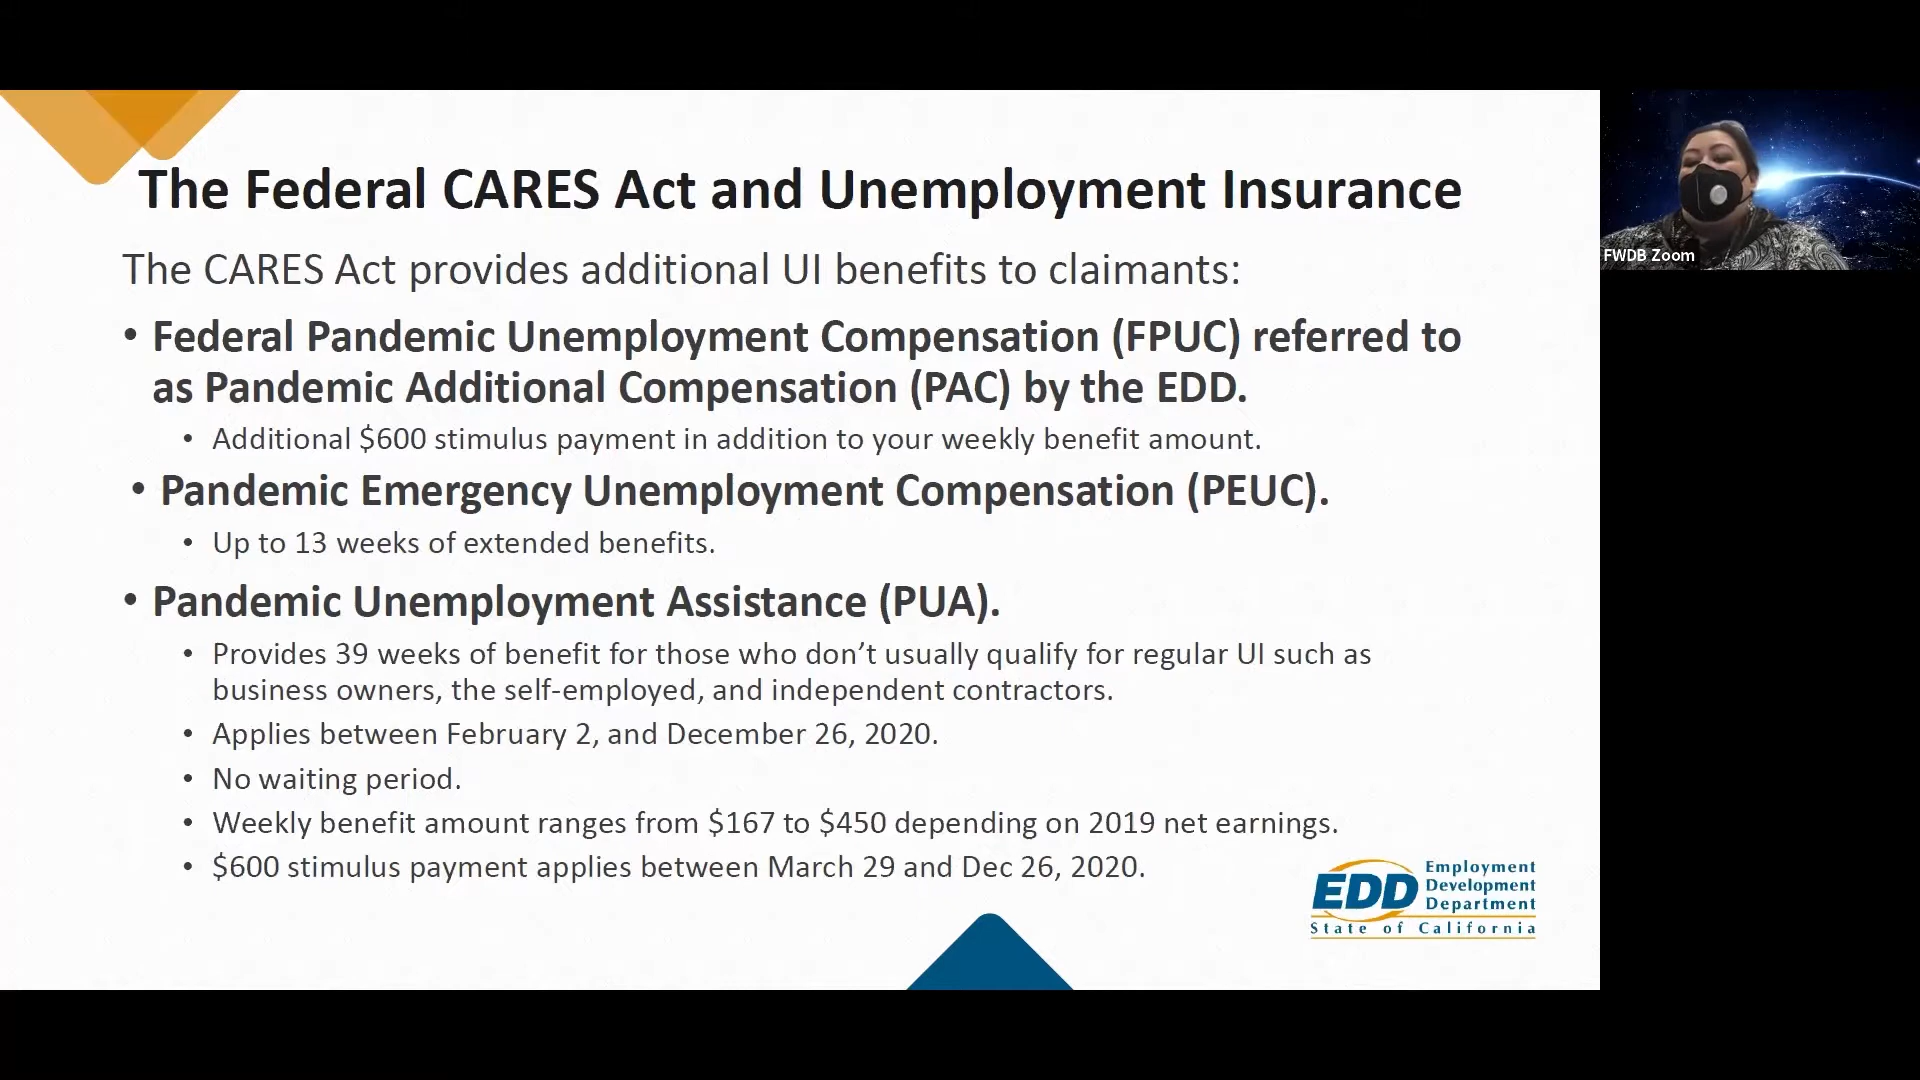 The Federal CARES Act and Unemployment Insurance
The CARES Act provides additional UI benefits to claimants:
• Federal Pandemic Unemployment Compensation (FPUC) referred to
as Pandemic Additional Compensation (PAC) by the EDD.
• Additional $600 stimulus payment in addition to your weekly benefit amount.
• Pandemic Emergency Unemployment Compensation (PEUC).
• Up to 13 weeks of extended benefits.
• Pandemic Unemployment Assistance (PUA).
• Provides 39 weeks of benefit for those who don’t usually qualify for regular UI such as
business owners, the self-employed, and independent contractors.
• Applies between February 2, and December 26, 2020.
• No waiting period.
• Weekly benefit amount ranges from $167 to $450 depending on 2019 net earnings.
• $600 stimulus payment applies between March 29 and Dec 26, 2020.
EDD
Employment
Development
Department
State of California
FWDB Zoom